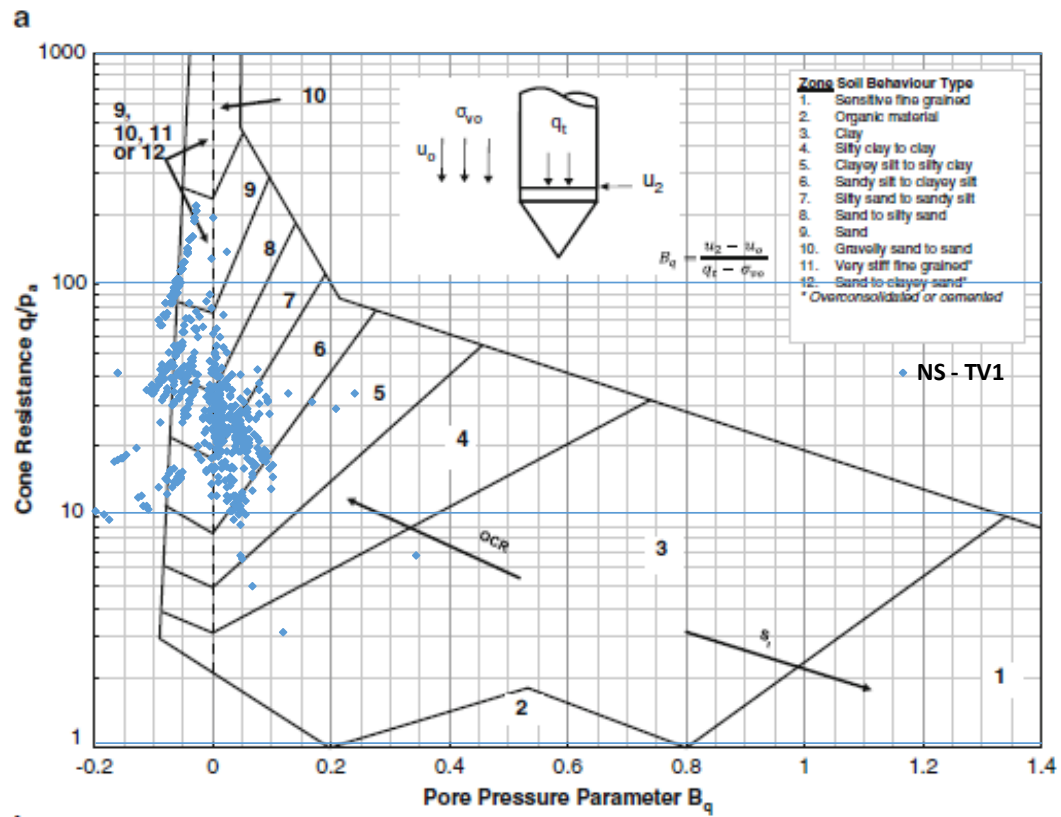 a
1000
100
10
1
Cone Resistance qt/pa
-0.2
0
0.2
0.4
0.6
0.8
1
1.2
1.4
Pore Pressure Parameter Bq
9,
10, 11
or 12
10
9
8
7
6
5
4
3
2
1
OCR
St
σvo
uo
qt
u2
Bq = (u2 − uo) / (qt − σvo)
Zone Soil Behaviour Type
1. Sensitive fine grained
2. Organic material
3. Clay
4. Silty clay to clay
5. Clayey silt to silty clay
6. Sandy silt to clayey silt
7. Silty sand to sandy silt
8. Sand to silty sand
9. Sand
10. Gravelly sand to sand
11. Very stiff fine grained*
12. Sand to clayey sand*
* Overconsolidated or cemented
NS - TV1